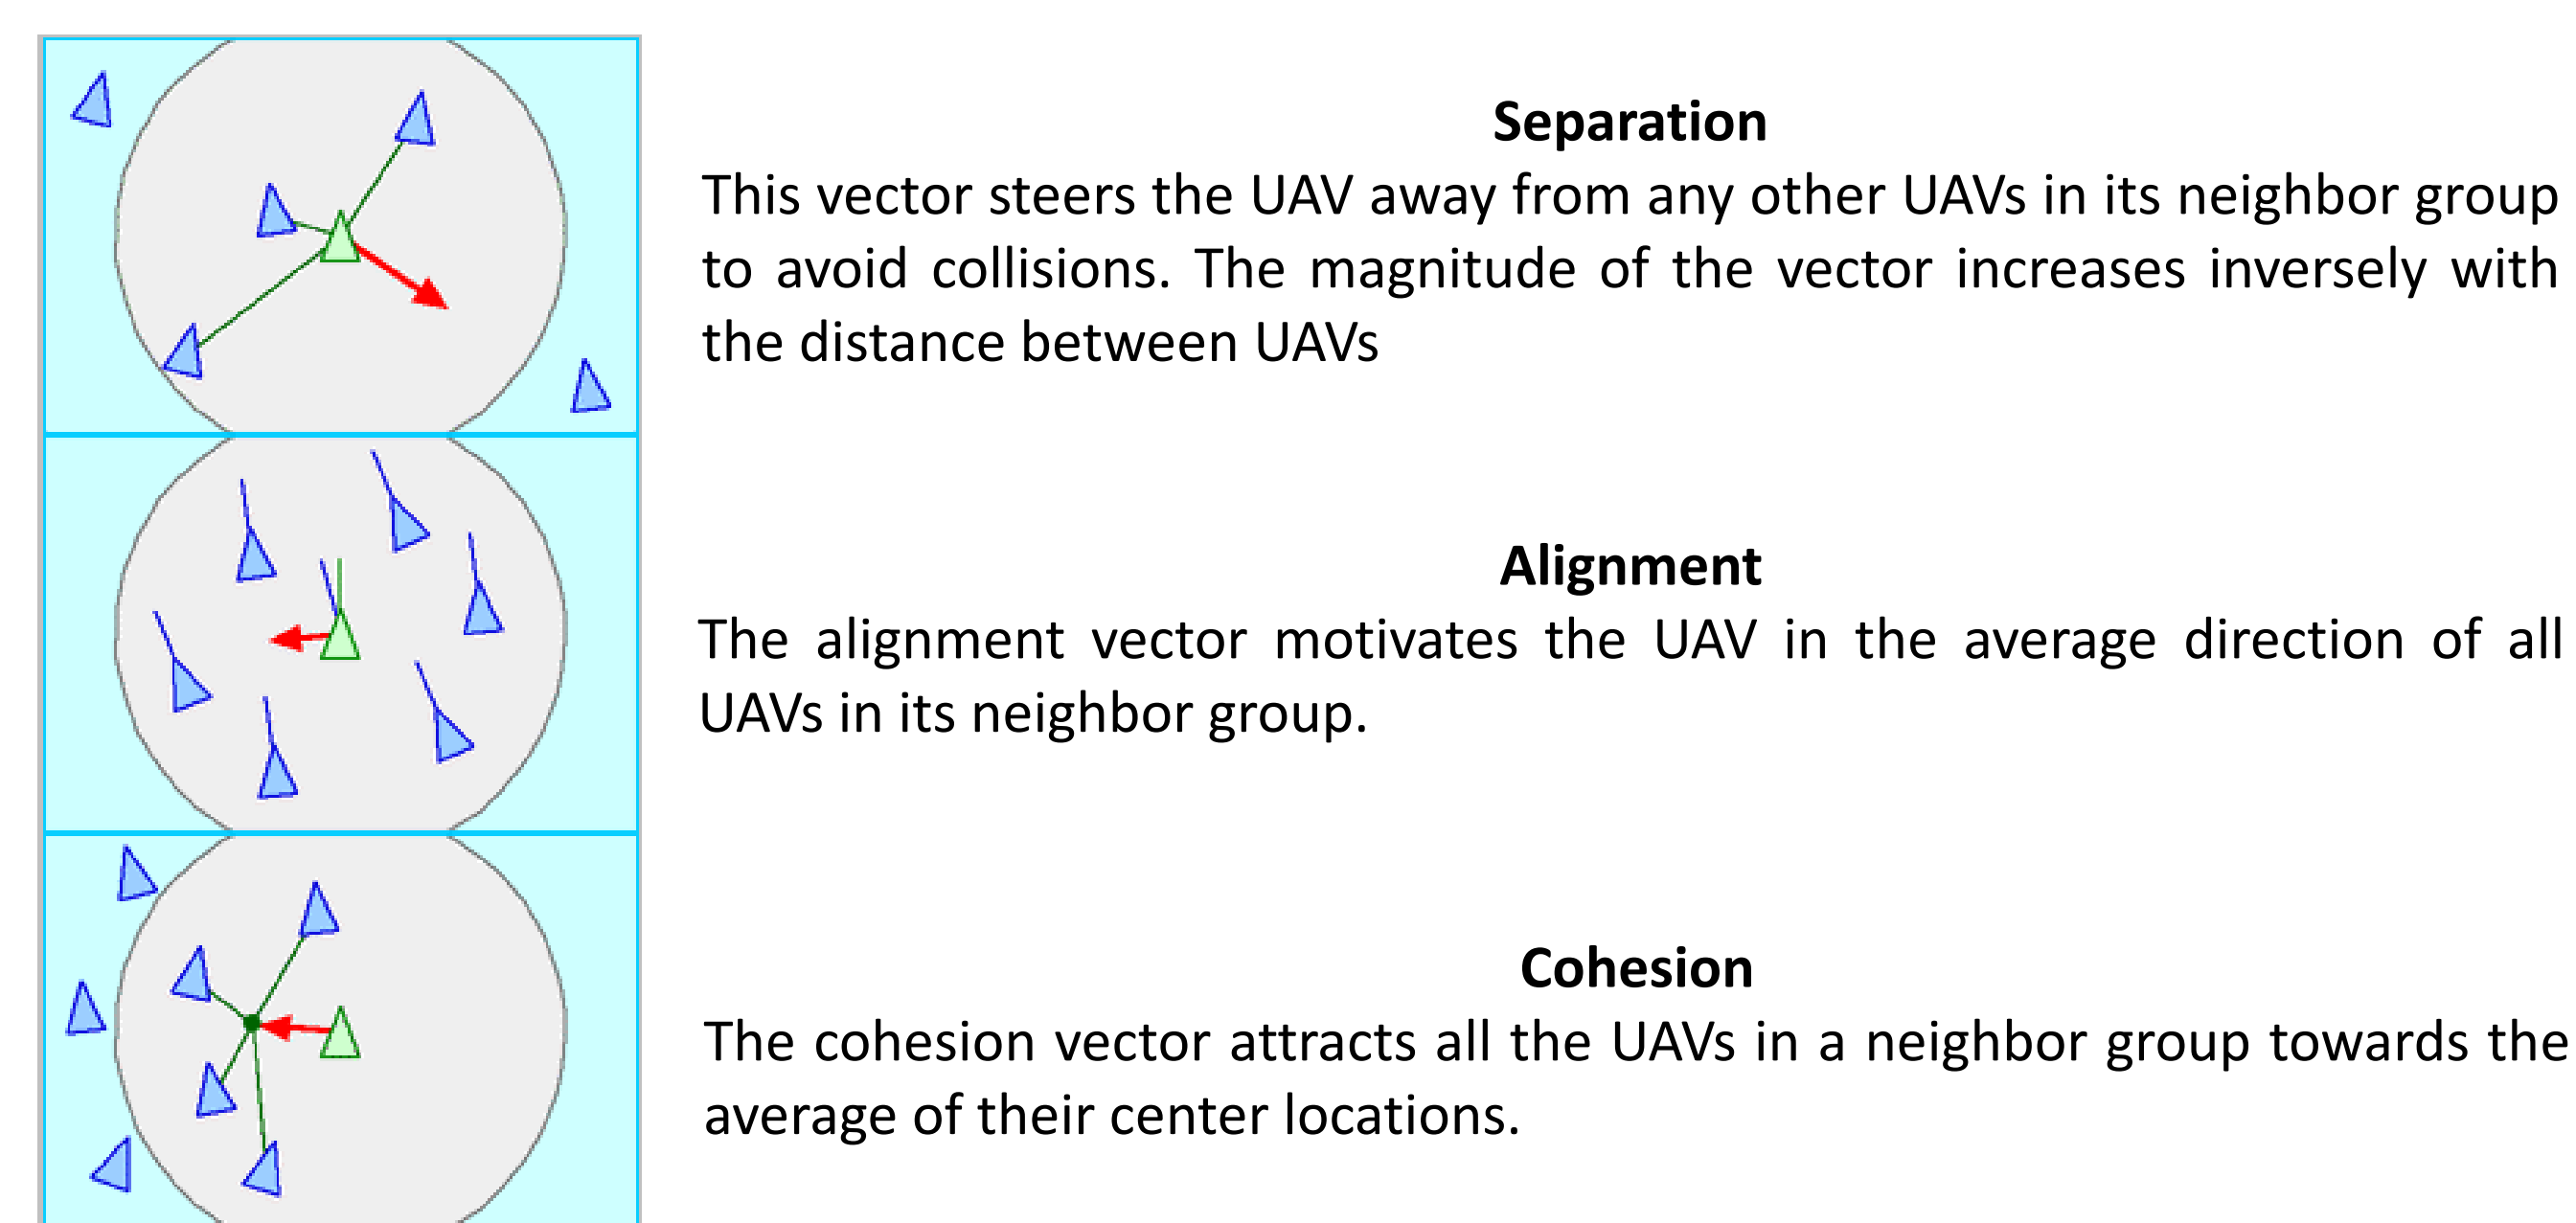 Separation
This vector steers the UAV away from any other UAVs in its neighbor group
to avoid collisions. The magnitude of the vector increases inversely with
the distance between UAVs
Alignment
The alignment vector motivates the UAV in the average direction of all
UAVs in its neighbor group.
Cohesion
The cohesion vector attracts all the UAVs in a neighbor group towards the
average of their center locations.